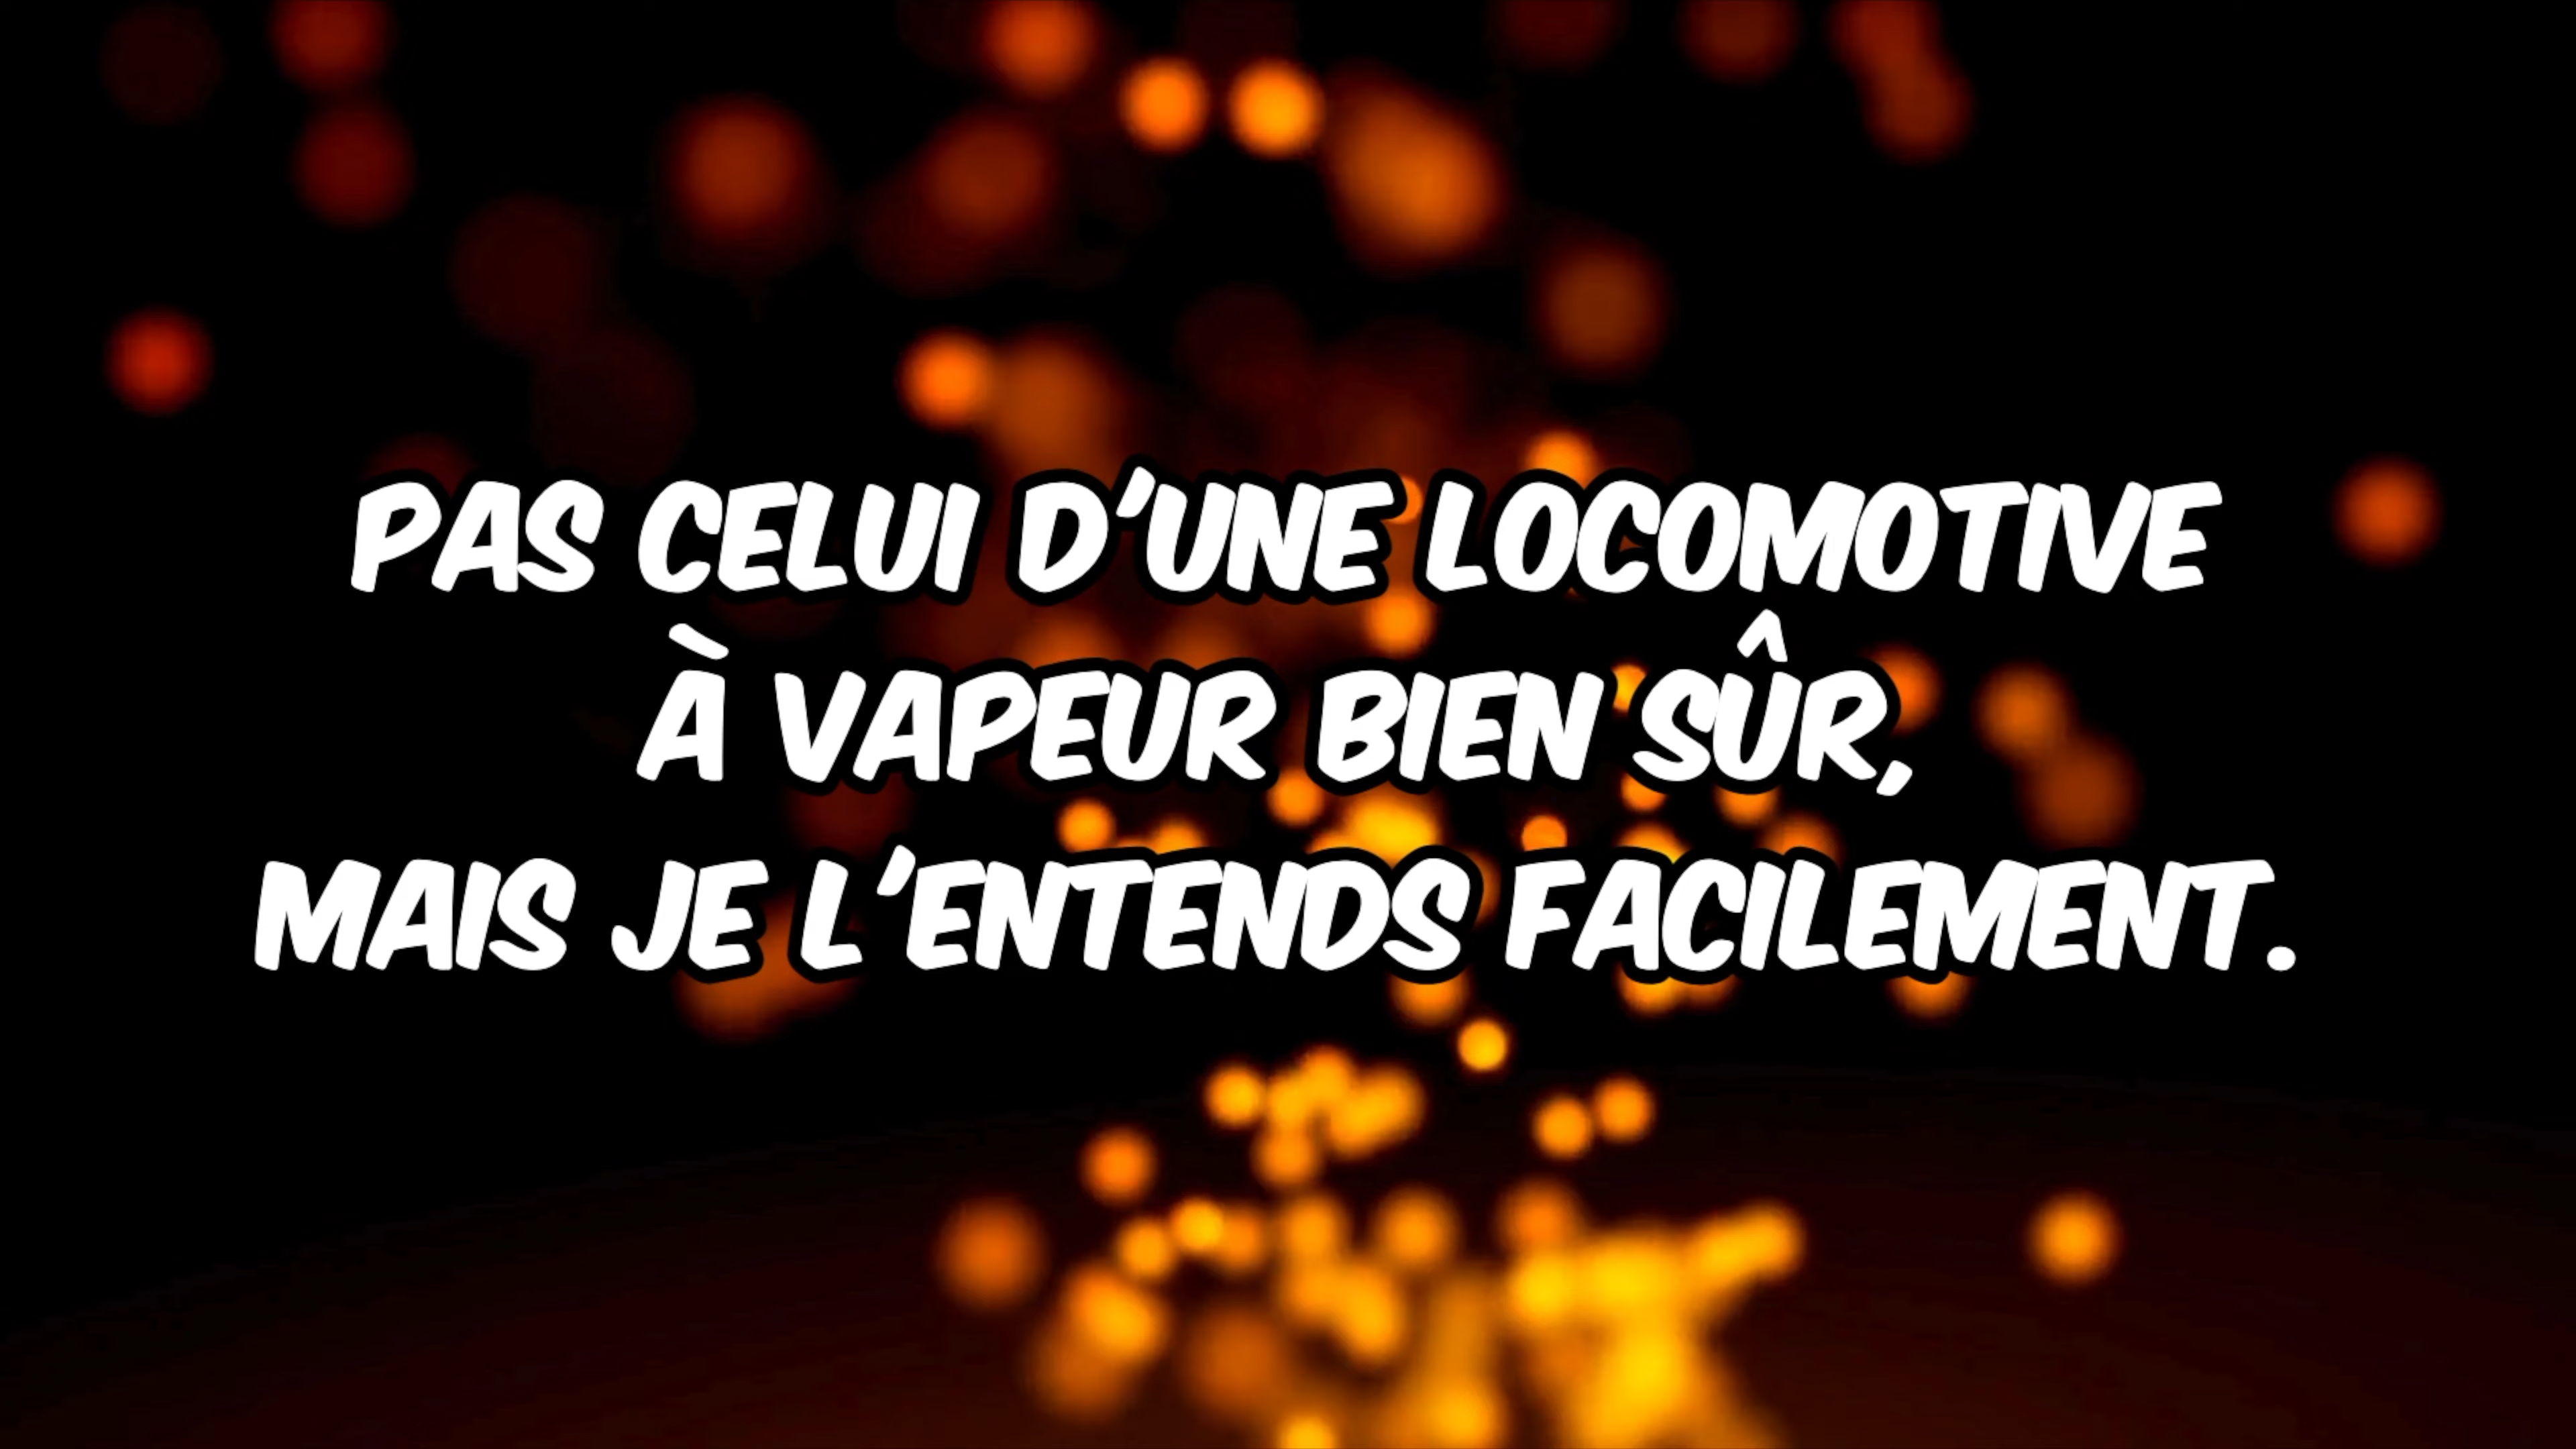 PAS CELUI D'UNE LOCOMOTIVE
À VAPEUR BIEN SÛR,
MAIS JE L'ENTENDS FACILEMENT.